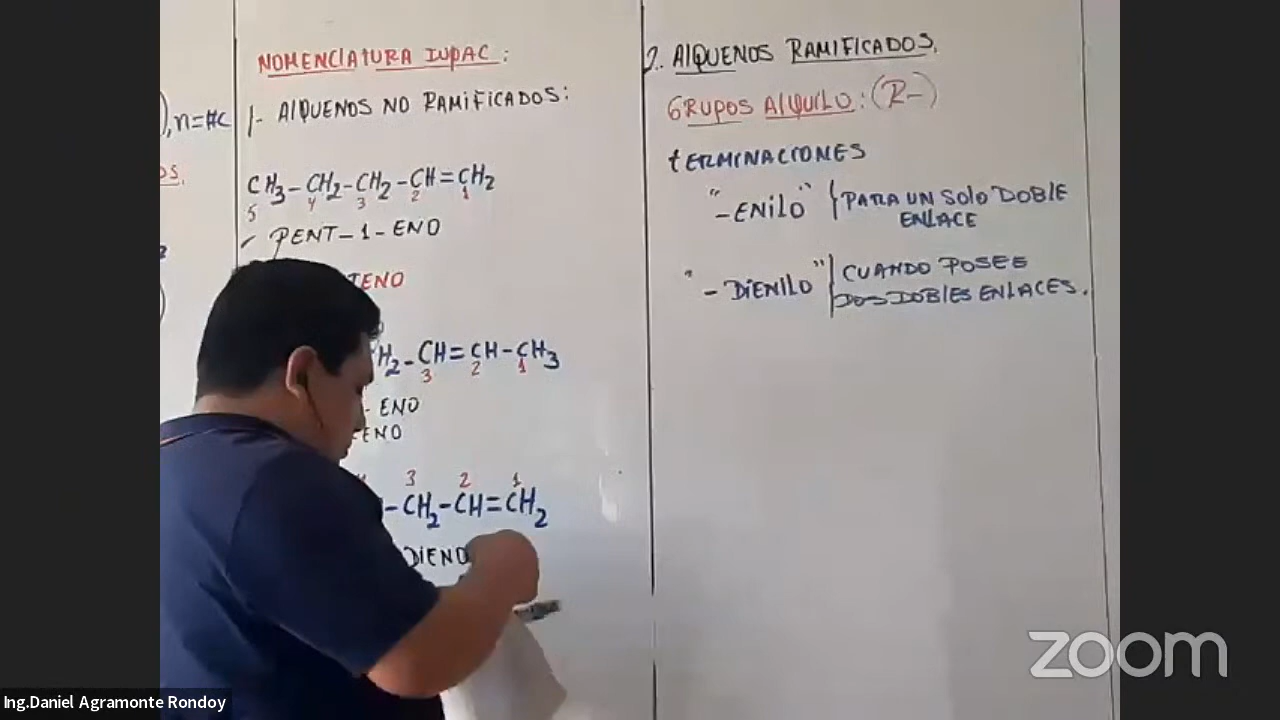 NOMENCLATURA IUPAC:
1- AlQUENOS NO RAMIFICADOS:
), n=#C
OS.
CH3-CH2-CH2-CH=CH2
5 4 3 2 1
✓ PENT-1-ENO
TENO
H2-CH=CH-CH3
3 2 1
- ENO
ENO
3 2 1
-CH2-CH=CH2
DIENO
2.. AlQUENOS RAMIFICADOS.
GRUPOS AlQUILO: (R-)
tERMINACIONES
"-ENilO" { PARA UN SOLO DOBLE
ENLACE
"-DiENILO" { CUANDO POSEE
DOS DOBLES ENLACES.
zoom
Ing.Daniel Agramonte Rondoy